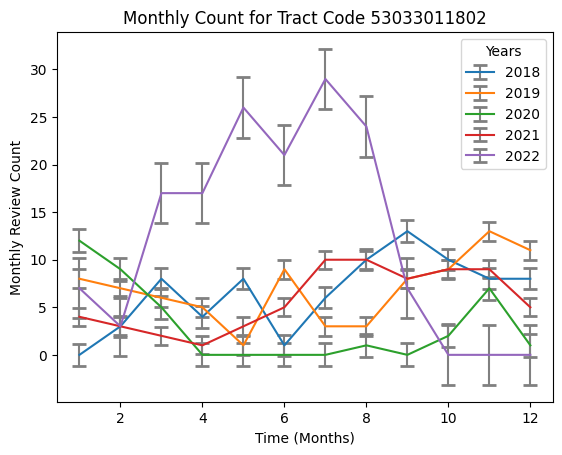 Monthly Count for Tract Code 53033011802
Years
2018
2019
2020
2021
2022
Monthly Review Count
30
25
20
15
10
5
0
2 4 6 8 10 12
Time (Months)